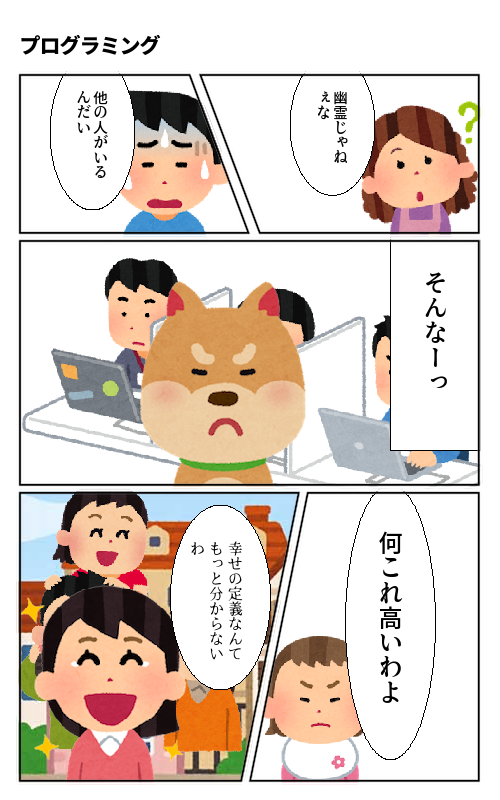 プログラミング
幽霊じゃね
ぇな
他の人がいる
んだい
そんなーっ
何これ高いわよ
幸せの定義なんて
もっと分からない
わ